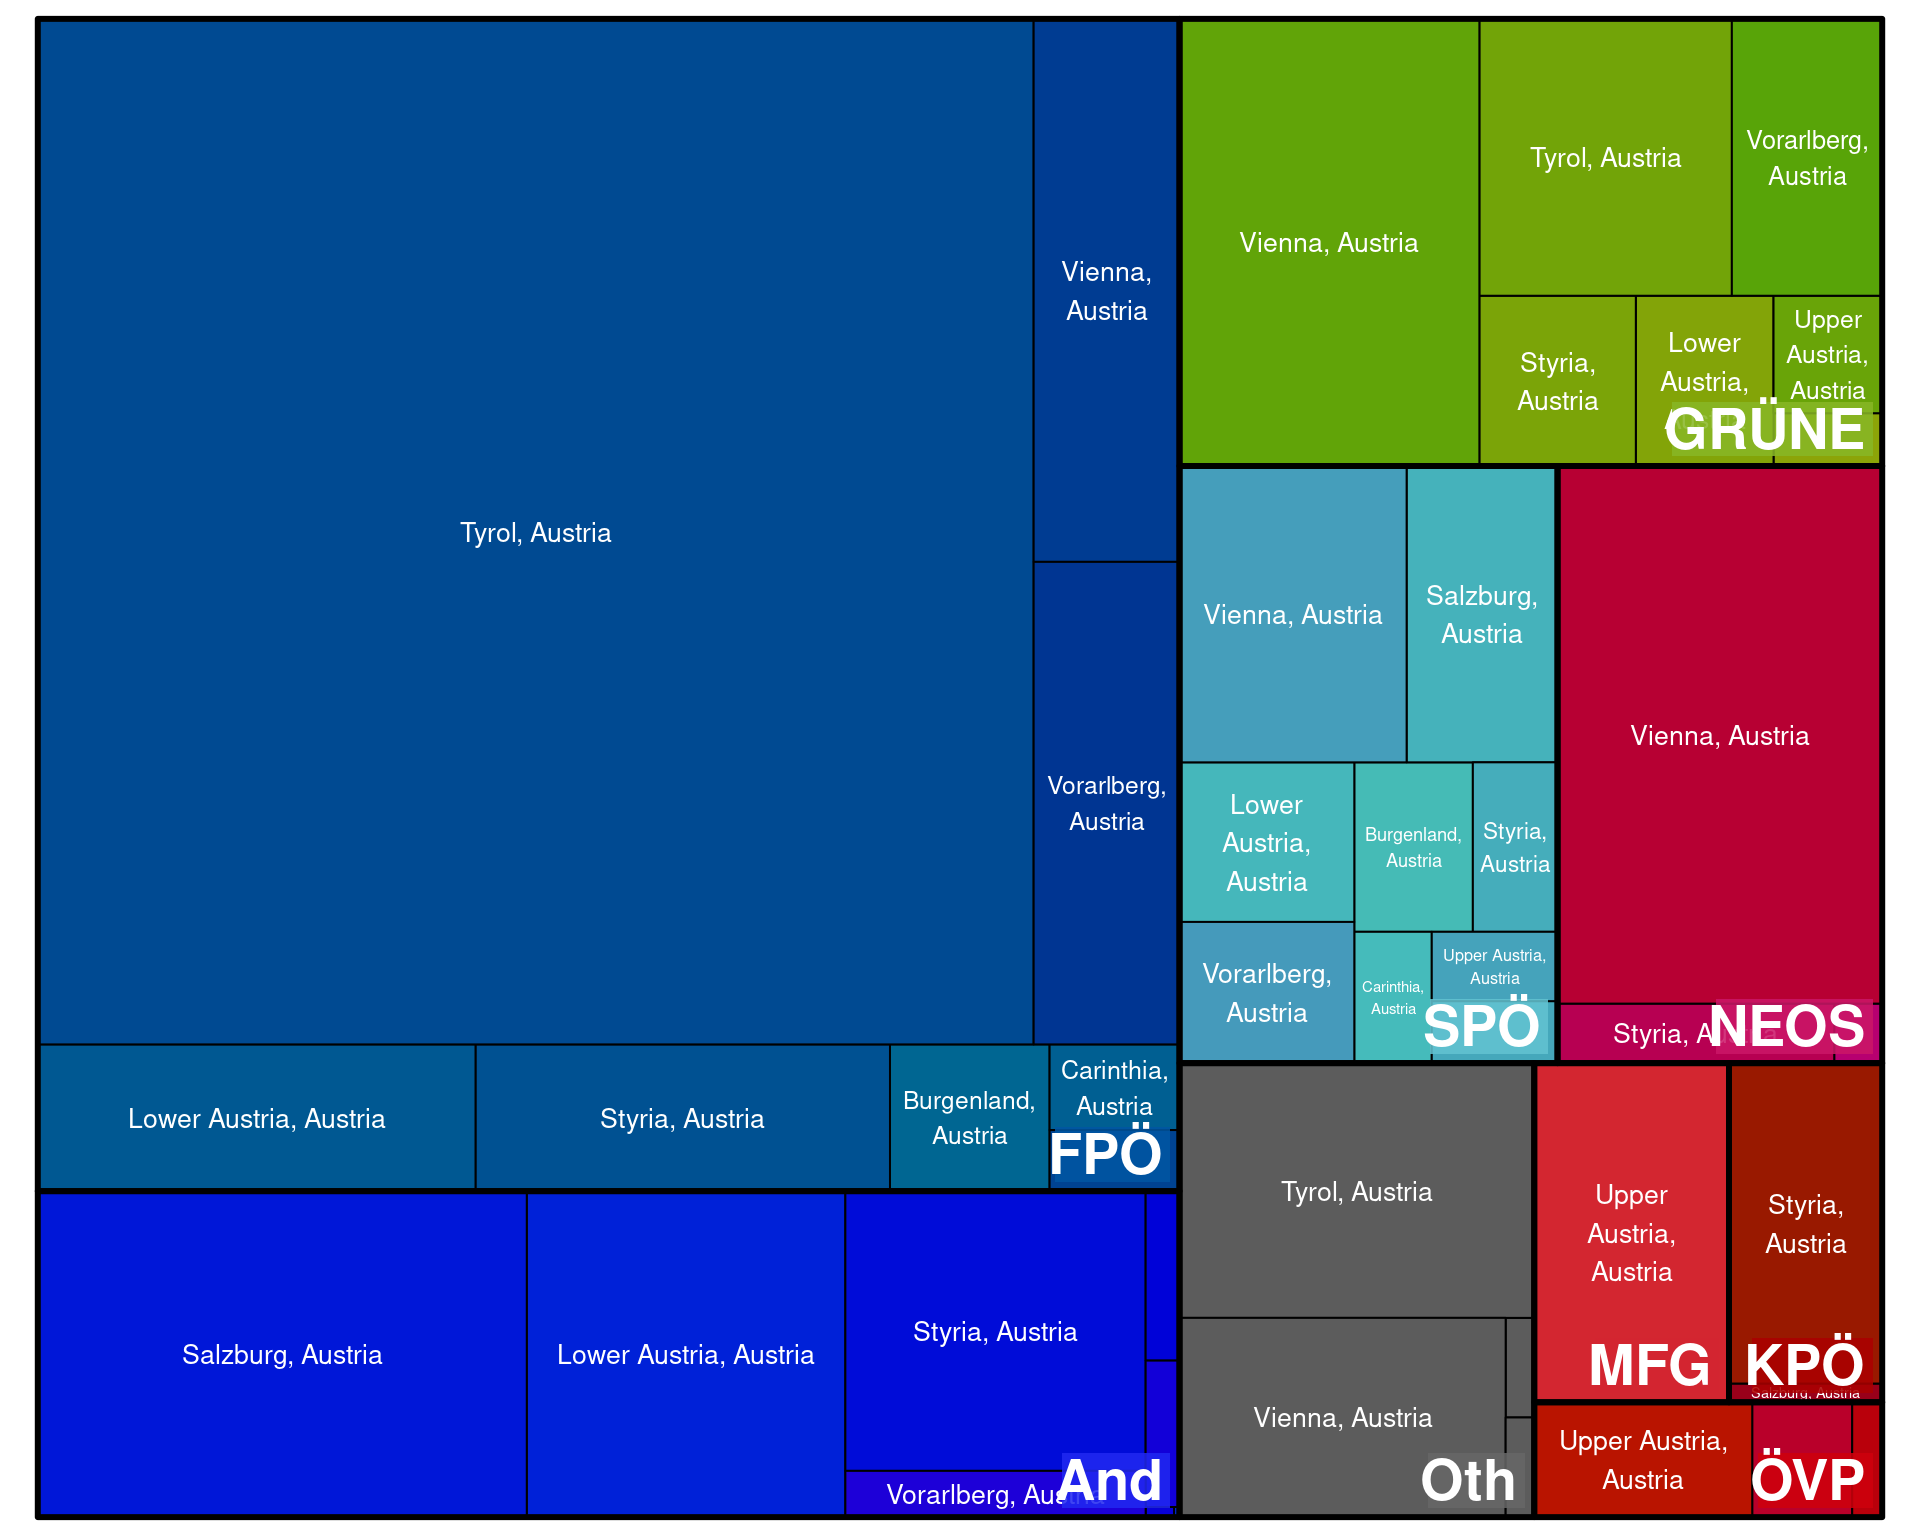 Tyrol, Austria
Vienna,
Austria
Vorarlberg,
Austria
Lower Austria, Austria
Styria, Austria
Burgenland,
Austria
Carinthia,
Austria
FPÖ
Salzburg, Austria
Lower Austria, Austria
Styria, Austria
Vorarlberg, Austria
And
Vienna, Austria
Tyrol, Austria
Vorarlberg,
Austria
Styria,
Austria
Lower
Austria,
Upper
Austria,
Austria
GRÜNE
Vienna, Austria
Salzburg,
Austria
Lower
Austria,
Austria
Burgenland,
Austria
Styria,
Austria
Vorarlberg,
Austria
Carinthia,
Austria
Upper Austria,
Austria
SPÖ
Vienna, Austria
Styria, Austria
NEOS
Tyrol, Austria
Vienna, Austria
Oth
Upper
Austria,
Austria
MFG
Styria,
Austria
KPÖ
Salzburg, Austria
Upper Austria,
Austria
ÖVP